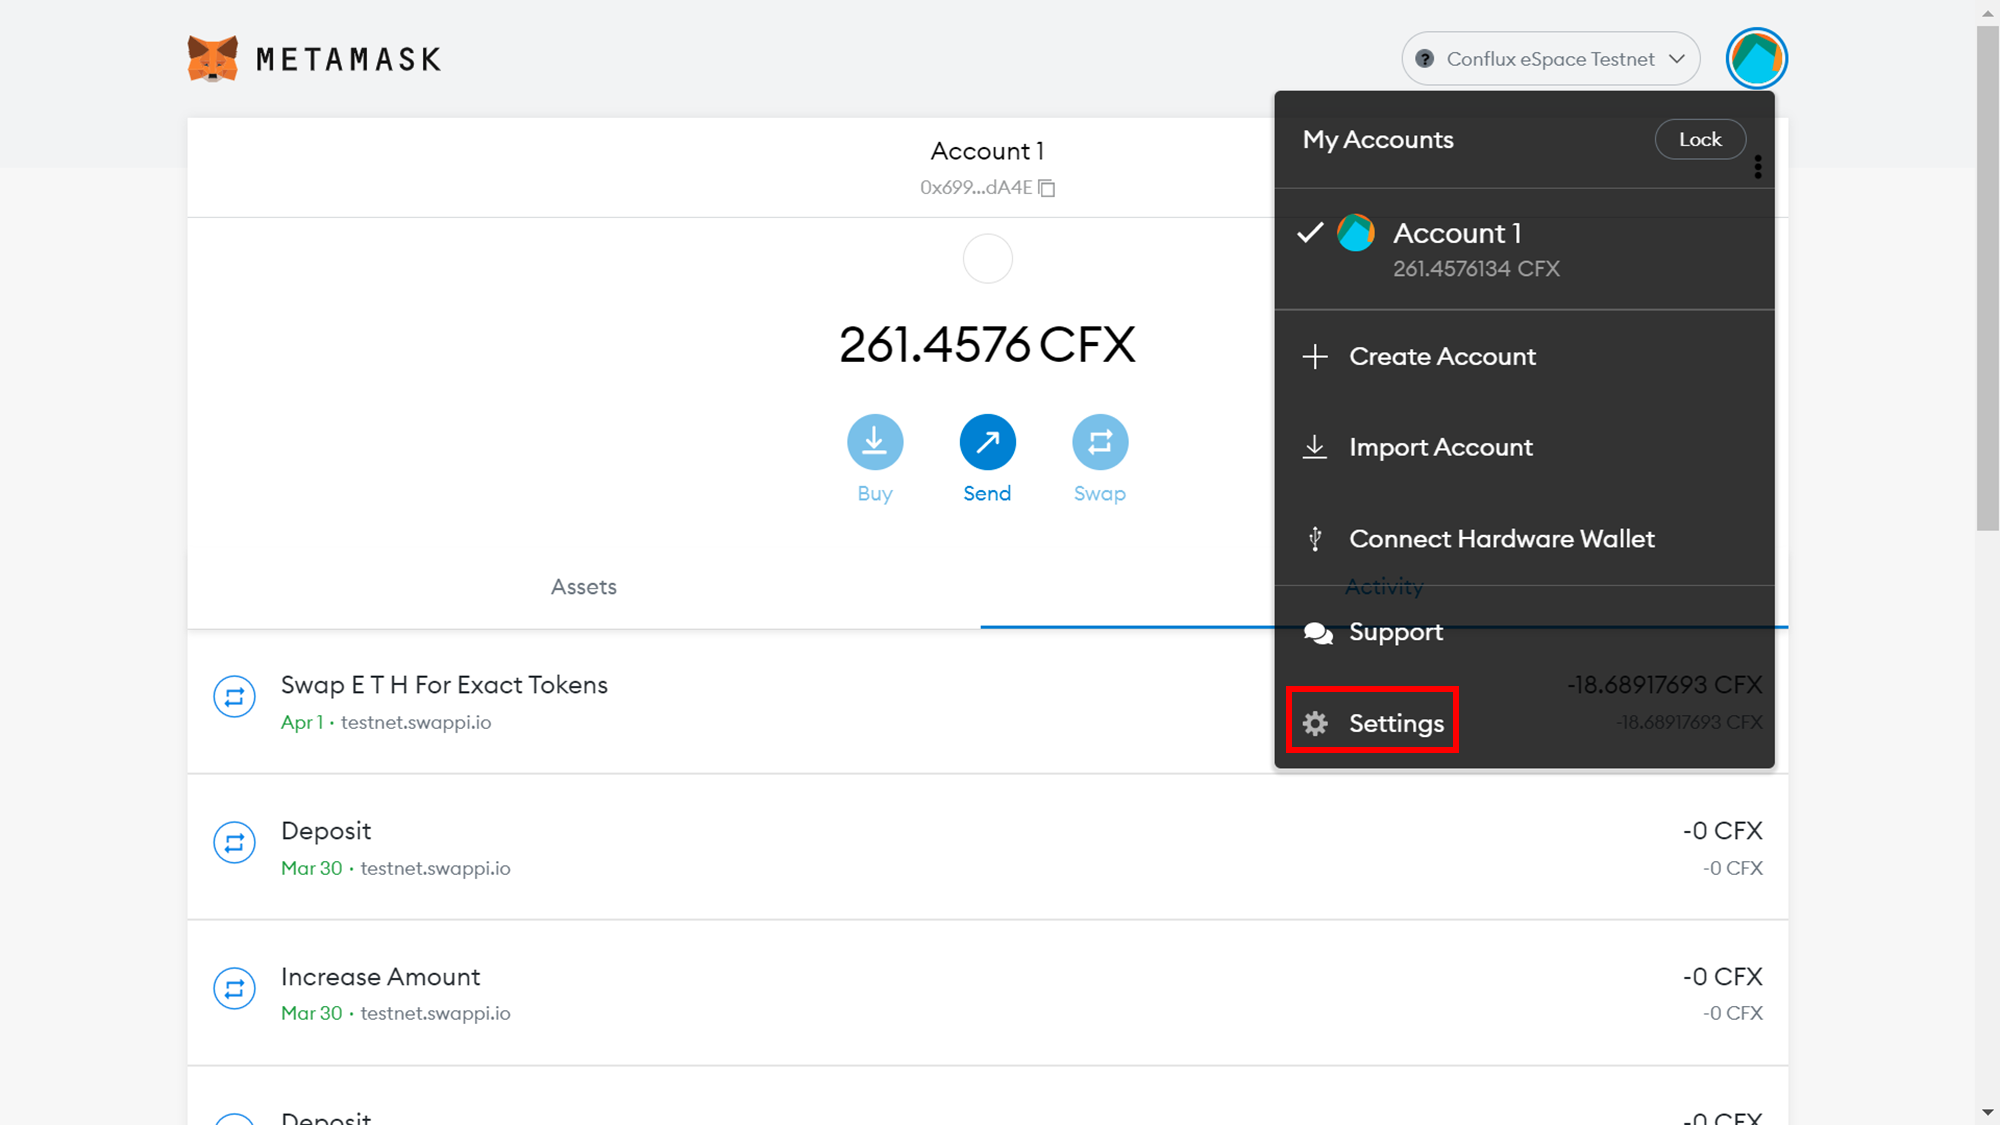 METAMASK
? Conflux eSpace Testnet
My Accounts
Lock
Account 1
0x699...dA4E
Account 1
261.4576134 CFX
261.4576 CFX
Create Account
Import Account
Buy
Send
Swap
Connect Hardware Wallet
Assets
Activity
Support
Swap E T H For Exact Tokens
-18.68917693 CFX
Apr 1 · testnet.swappi.io
-18.68917693 CFX
Settings
Deposit
-0 CFX
Mar 30 · testnet.swappi.io
-0 CFX
Increase Amount
-0 CFX
Mar 30 · testnet.swappi.io
-0 CFX
Deposit
-0 CFX